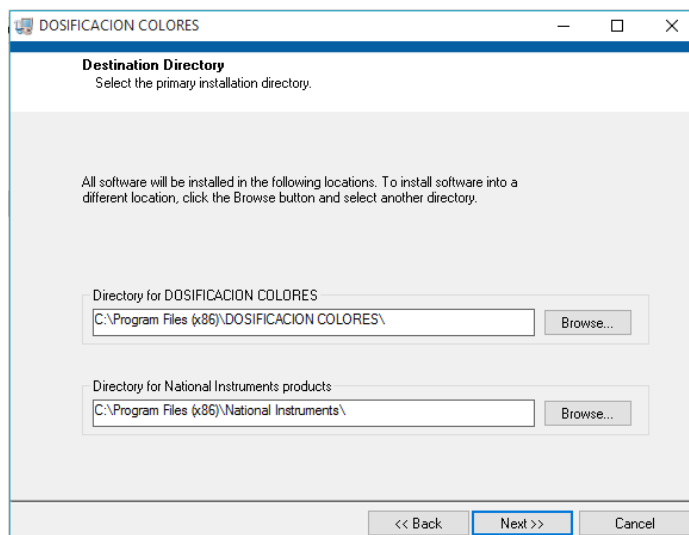 DOSIFICACION COLORES
Destination Directory
Select the primary installation directory.
All software will be installed in the following locations. To install software into a
different location, click the Browse button and select another directory.
Directory for DOSIFICACION COLORES
C:\Program Files (x86)\DOSIFICACION COLORES\
Browse...
Directory for National Instruments products
C:\Program Files (x86)\National Instruments\
Browse...
<< Back
Next >>
Cancel